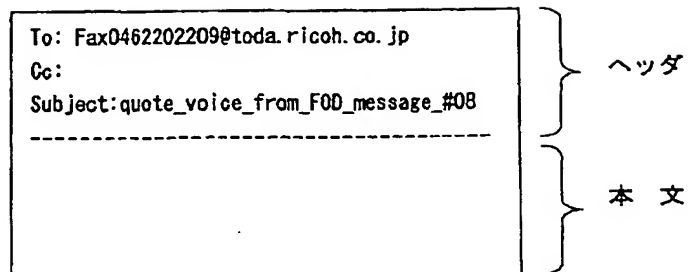 To: Fax0462202209@toda.ricoh.co.jp
Cc:
Subject:quote_voice_from_FOD_message_#08
ヘッダ
本 文